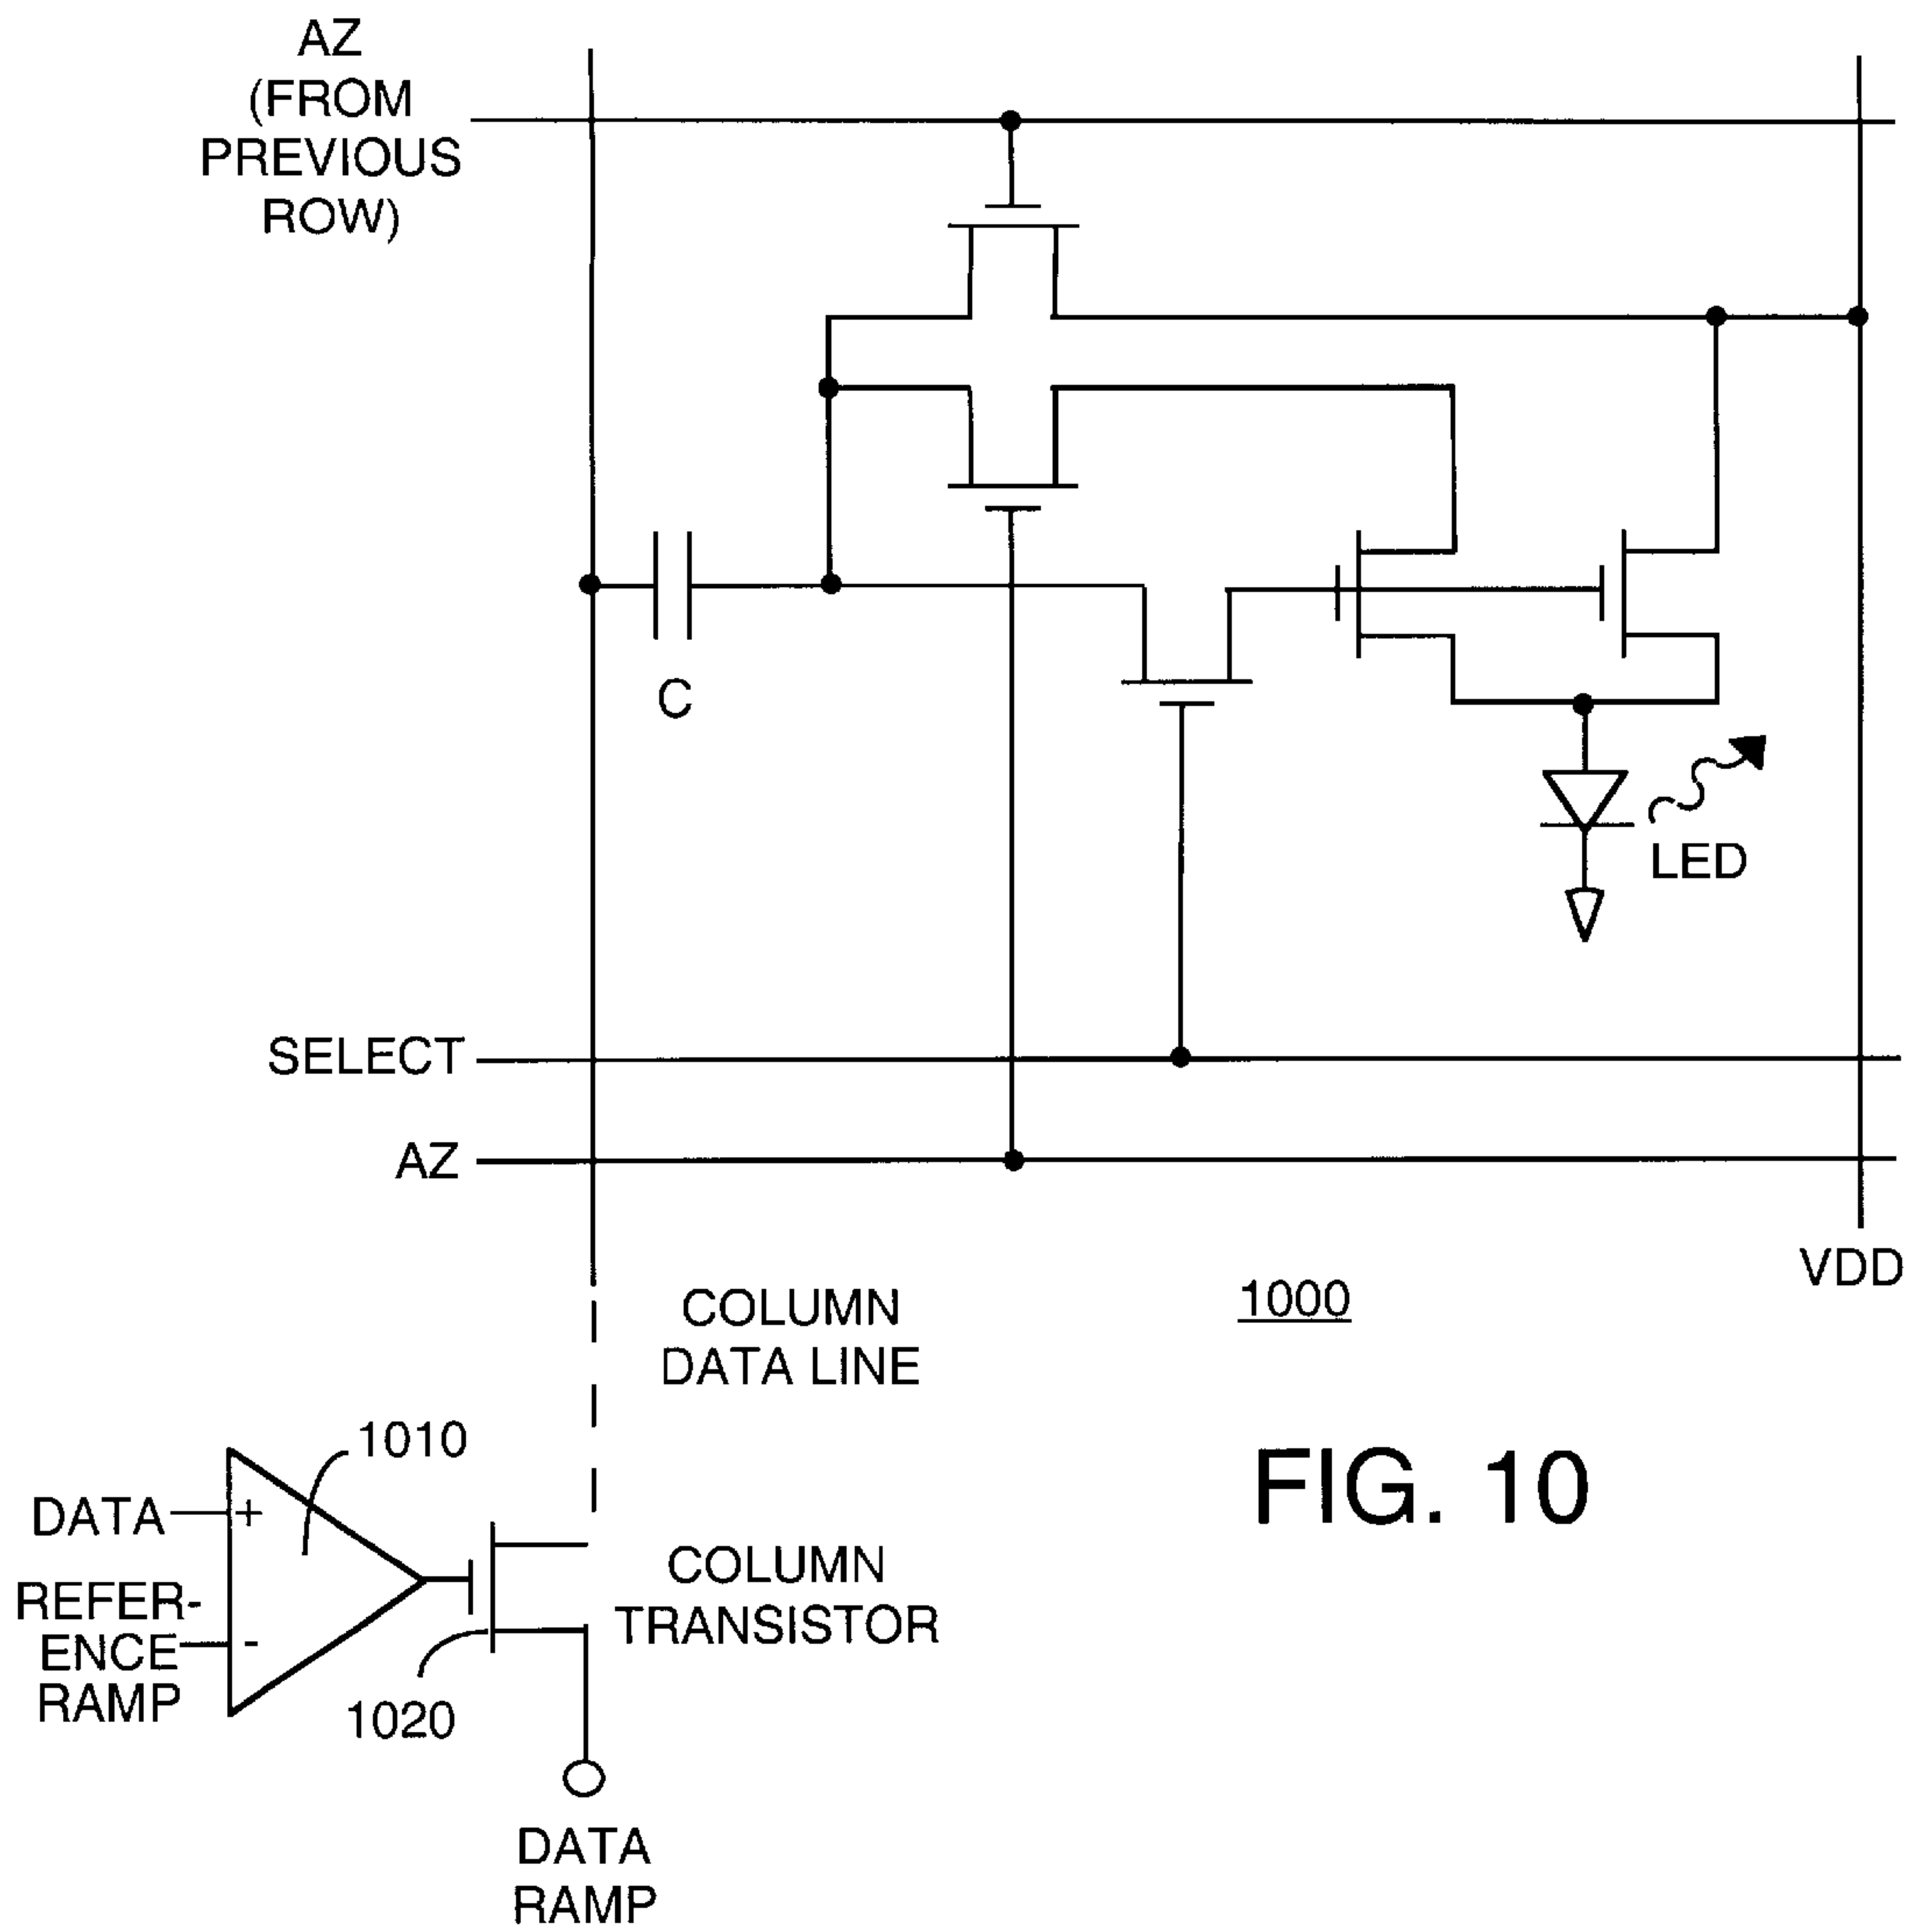 AZ
(FROM
PREVIOUS
ROW)
C
LED
SELECT
AZ
VDD
COLUMN
DATA LINE
1000
1010
FIG. 10
DATA
+
REFER-
ENCE
RAMP
-
COLUMN
TRANSISTOR
1020
DATA
RAMP